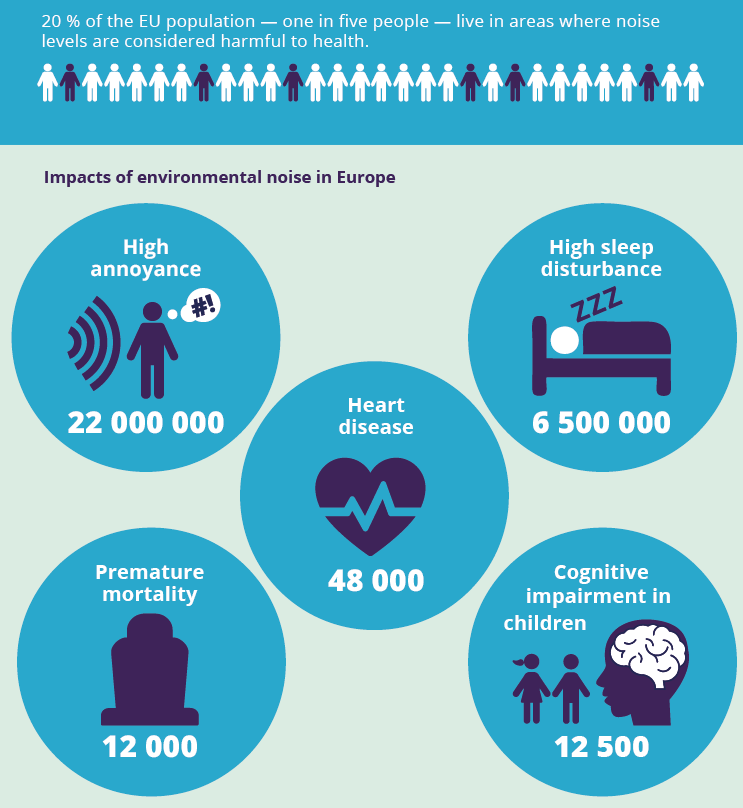 20 % of the EU population — one in five people — live in areas where noise
levels are considered harmful to health.
Impacts of environmental noise in Europe
High
annoyance
#!
22 000 000
High sleep
disturbance
ZZZ
6 500 000
Heart
disease
48 000
Premature
mortality
12 000
Cognitive
impairment in
children
12 500